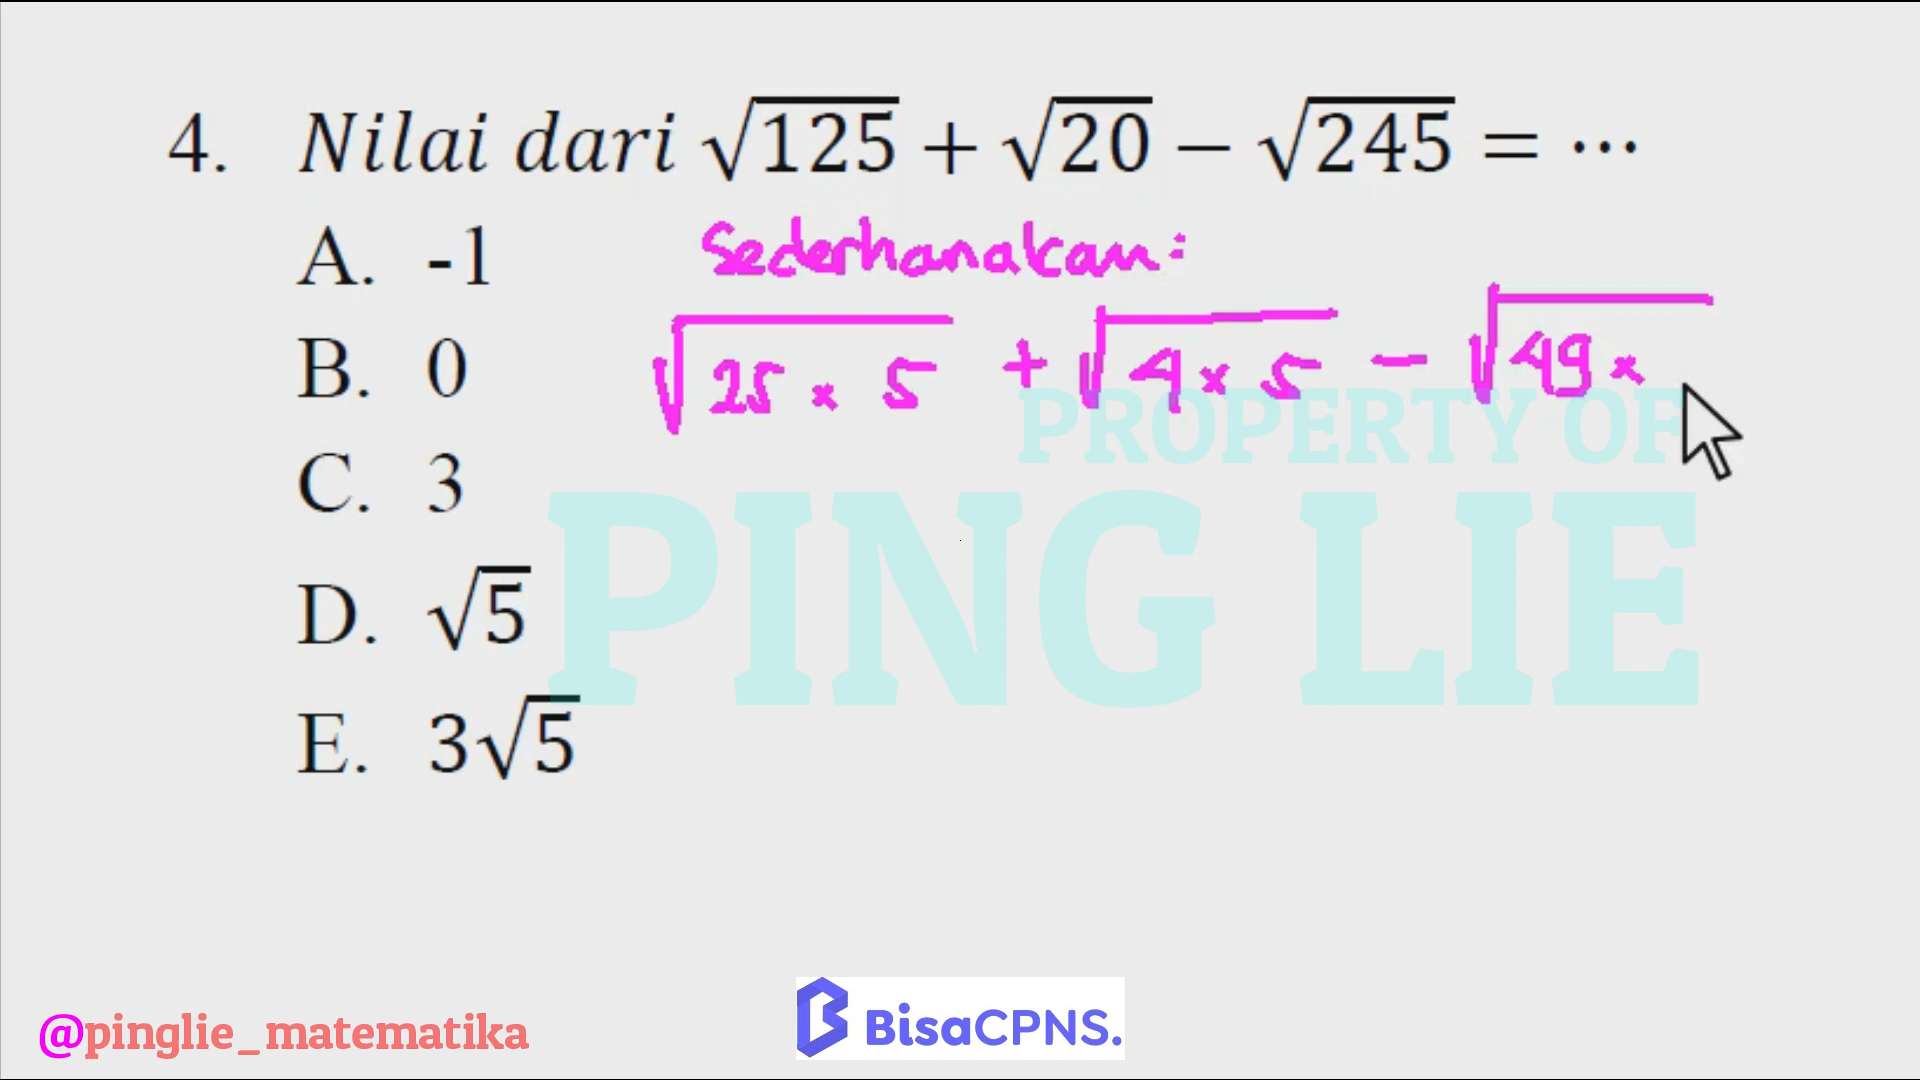 4. Nilai dari √125 + √20 − √245 = ⋯
A. -1
Sederhanakan:
B. 0
√25 × 5 + √4 × 5 − √49 ×
PROPERTY OF
C. 3
PING LIE
D. √5
E. 3√5
@pinglie_matematika
BisaCPNS.